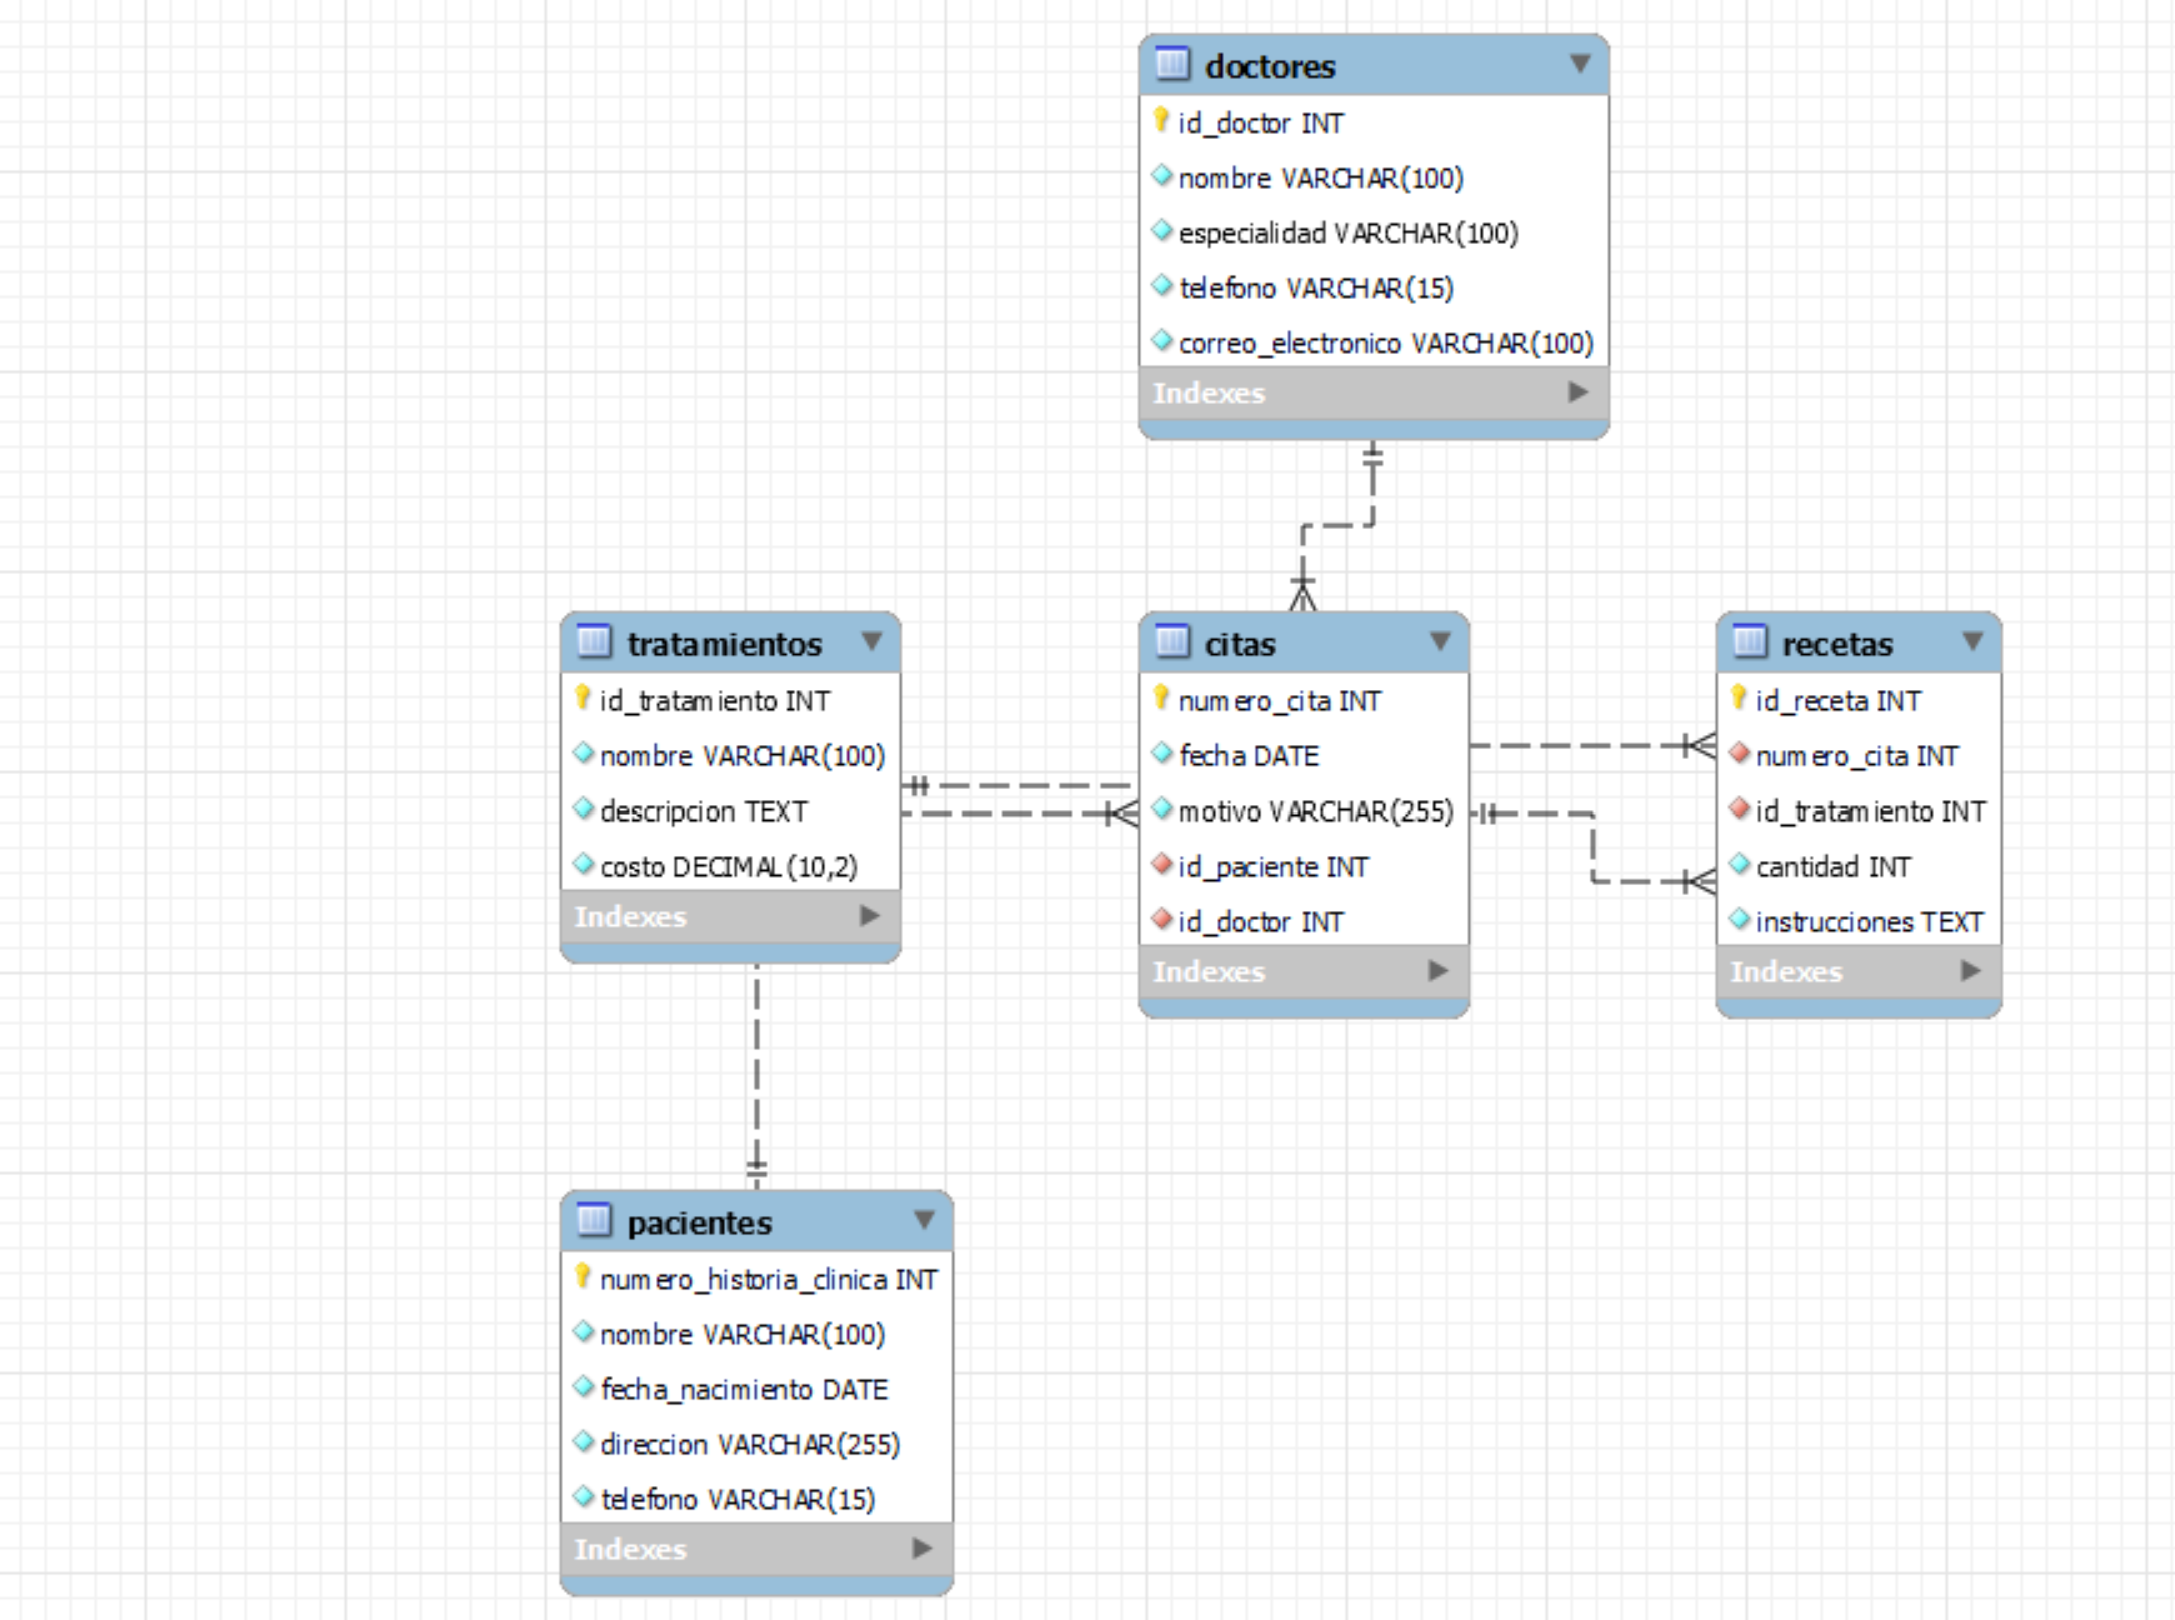 doctores
id_doctor INT
nombre VARCHAR(100)
especialidad VARCHAR(100)
telefono VARCHAR(15)
correo_electronico VARCHAR(100)
Indexes
tratamientos
id_tratamiento INT
nombre VARCHAR(100)
descripcion TEXT
costo DECIMAL(10,2)
Indexes
citas
numero_cita INT
fecha DATE
motivo VARCHAR(255)
id_paciente INT
id_doctor INT
Indexes
recetas
id_receta INT
numero_cita INT
id_tratamiento INT
cantidad INT
instrucciones TEXT
Indexes
pacientes
numero_historia_clinica INT
nombre VARCHAR(100)
fecha_nacimiento DATE
direccion VARCHAR(255)
telefono VARCHAR(15)
Indexes